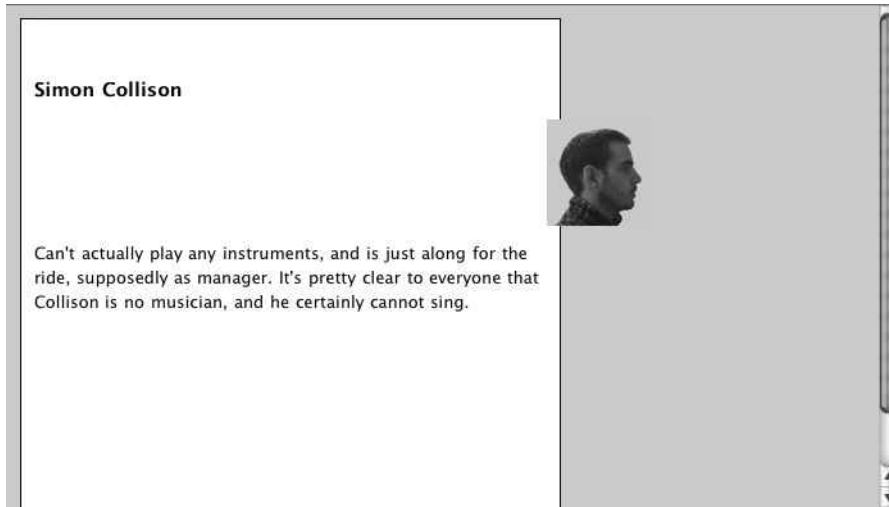 Simon Collison
Can't actually play any instruments, and is just along for the
ride, supposedly as manager. It's pretty clear to everyone that
Collison is no musician, and he certainly cannot sing.